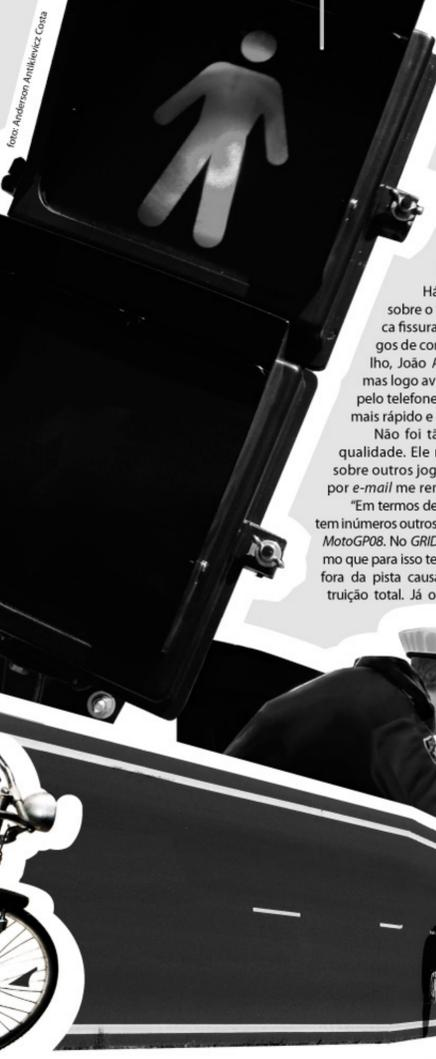 foto: Anderson Antikievicz Costa
Há
sobre o
ca fissura
gos de co
lho, João
mas logo av
pelo telefone
mais rápido e
Não foi tã
qualidade. Ele
sobre outros jog
por e-mail me re
“Em termos de
tem inúmeros outros
MotoGP08. No GRID
mo que para isso te
fora da pista causa
truição total. Já o